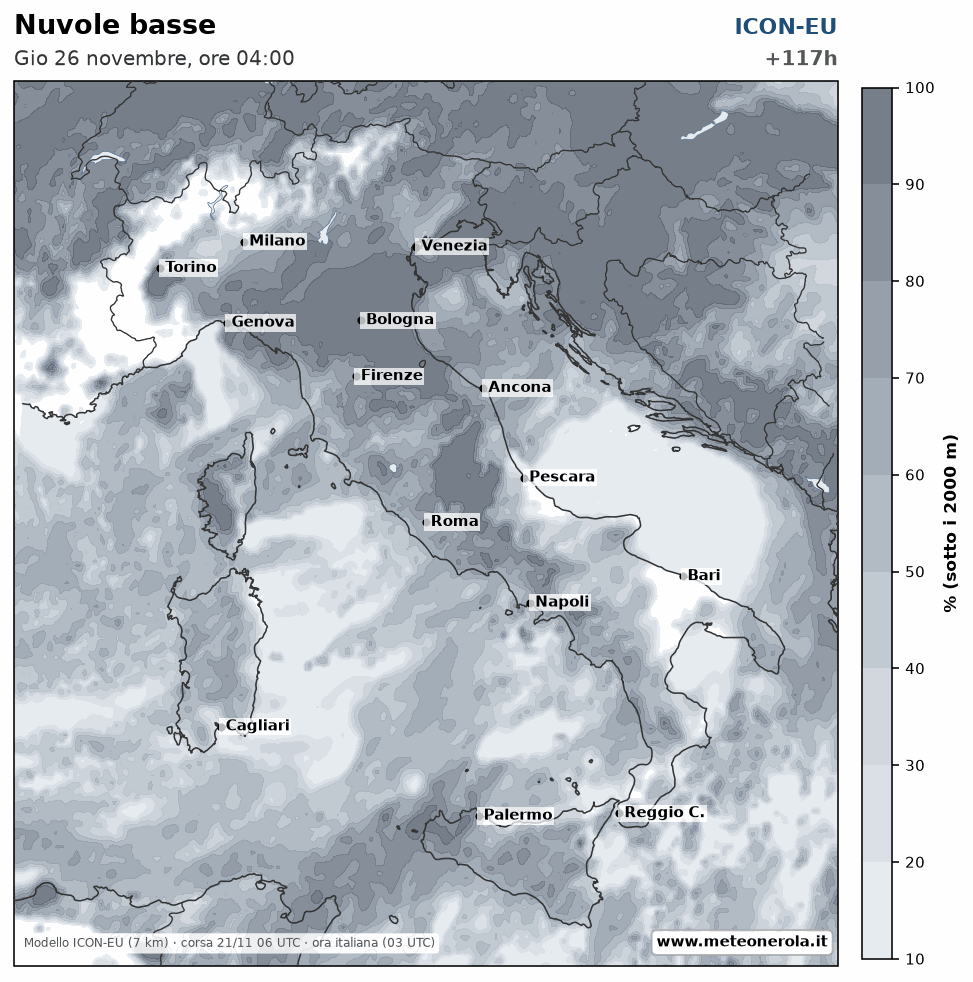 Nuvole basse
ICON-EU
Gio 26 novembre, ore 04:00
+117h
Milano
Venezia
Torino
Genova
Bologna
Firenze
Ancona
Pescara
Roma
Bari
Napoli
Cagliari
Palermo
Reggio C.
Modello ICON-EU (7 km) · corsa 21/11 06 UTC · ora italiana (03 UTC)
www.meteonerola.it
100
90
80
70
60
50
40
30
20
10
% (sotto i 2000 m)